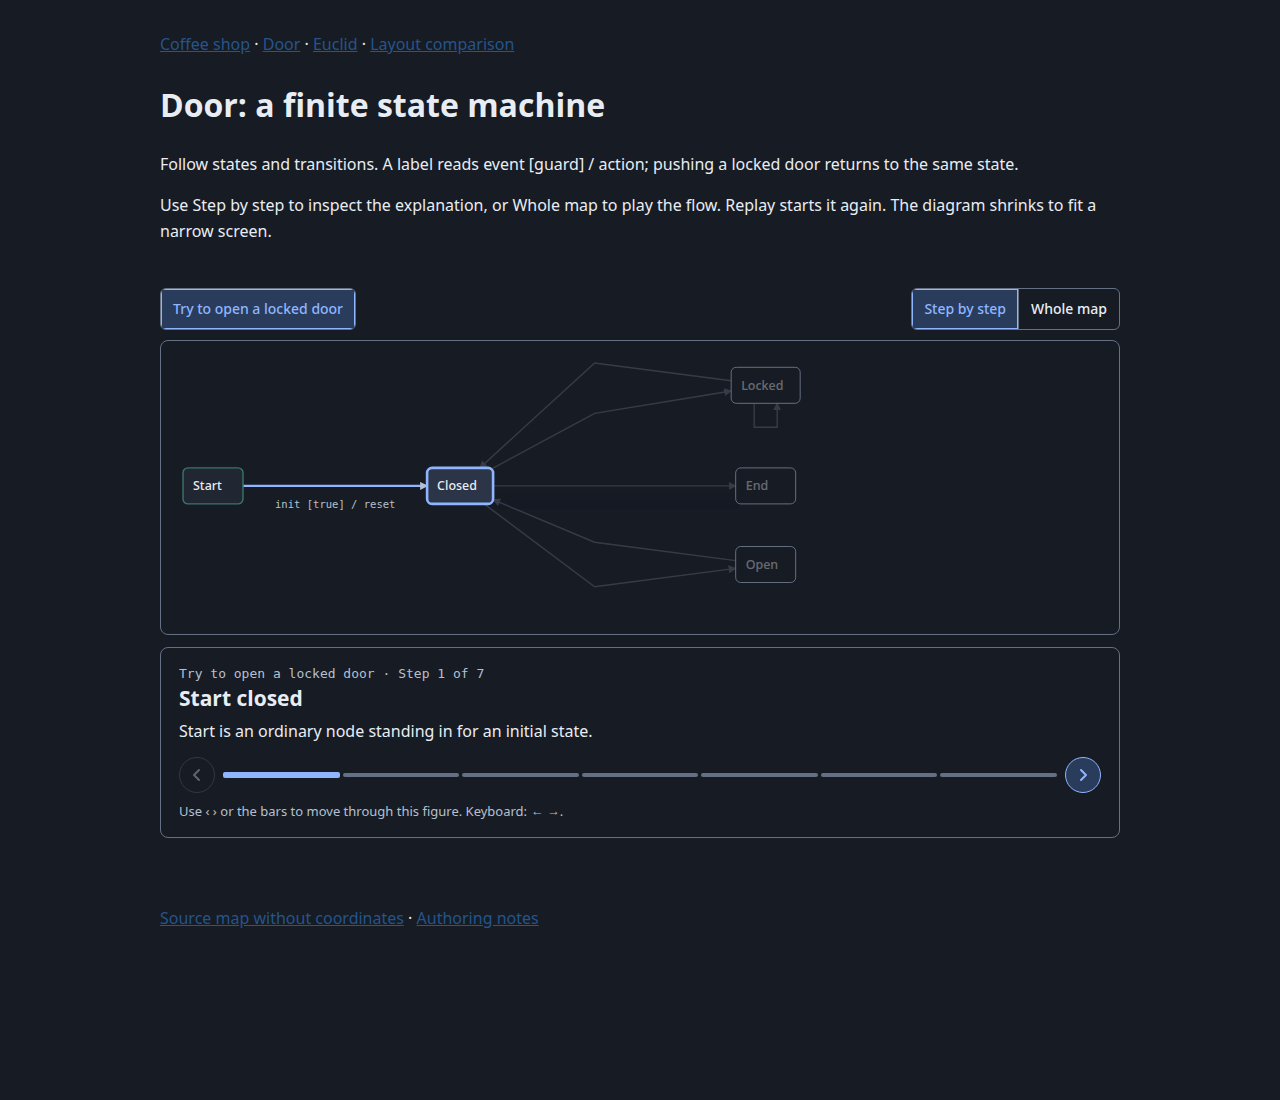 Coffee shop · Door · Euclid · Layout comparison
Door: a finite state machine
Follow states and transitions. A label reads event [guard] / action; pushing a locked door returns to the same state.
Use Step by step to inspect the explanation, or Whole map to play the flow. Replay starts it again. The diagram shrinks to fit a
narrow screen.
Try to open a locked door
Step by step
Whole map
Locked
Start
Closed
End
init [true] / reset
Open
Try to open a locked door · Step 1 of 7
Start closed
Start is an ordinary node standing in for an initial state.
Use ‹ › or the bars to move through this figure. Keyboard: ← →.
Source map without coordinates · Authoring notes